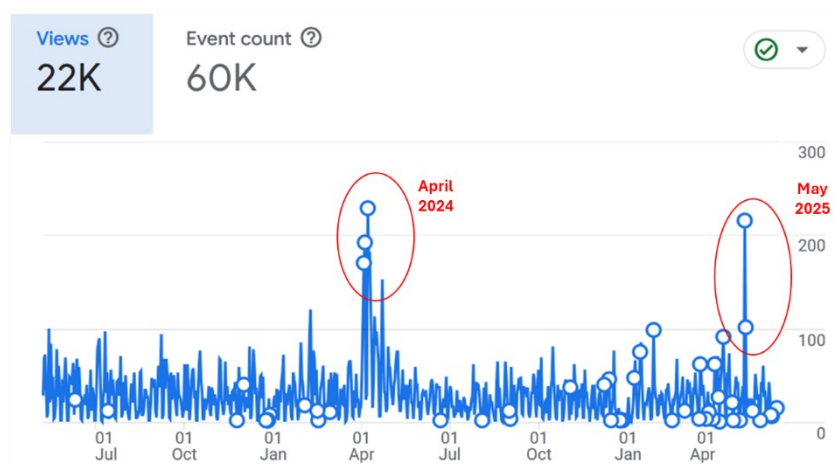 Views
Event count
22K
60K
300
April
2024
May
2025
200
100
0
01
Jul
01
Oct
01
Jan
01
Apr
01
Jul
01
Oct
01
Jan
01
Apr